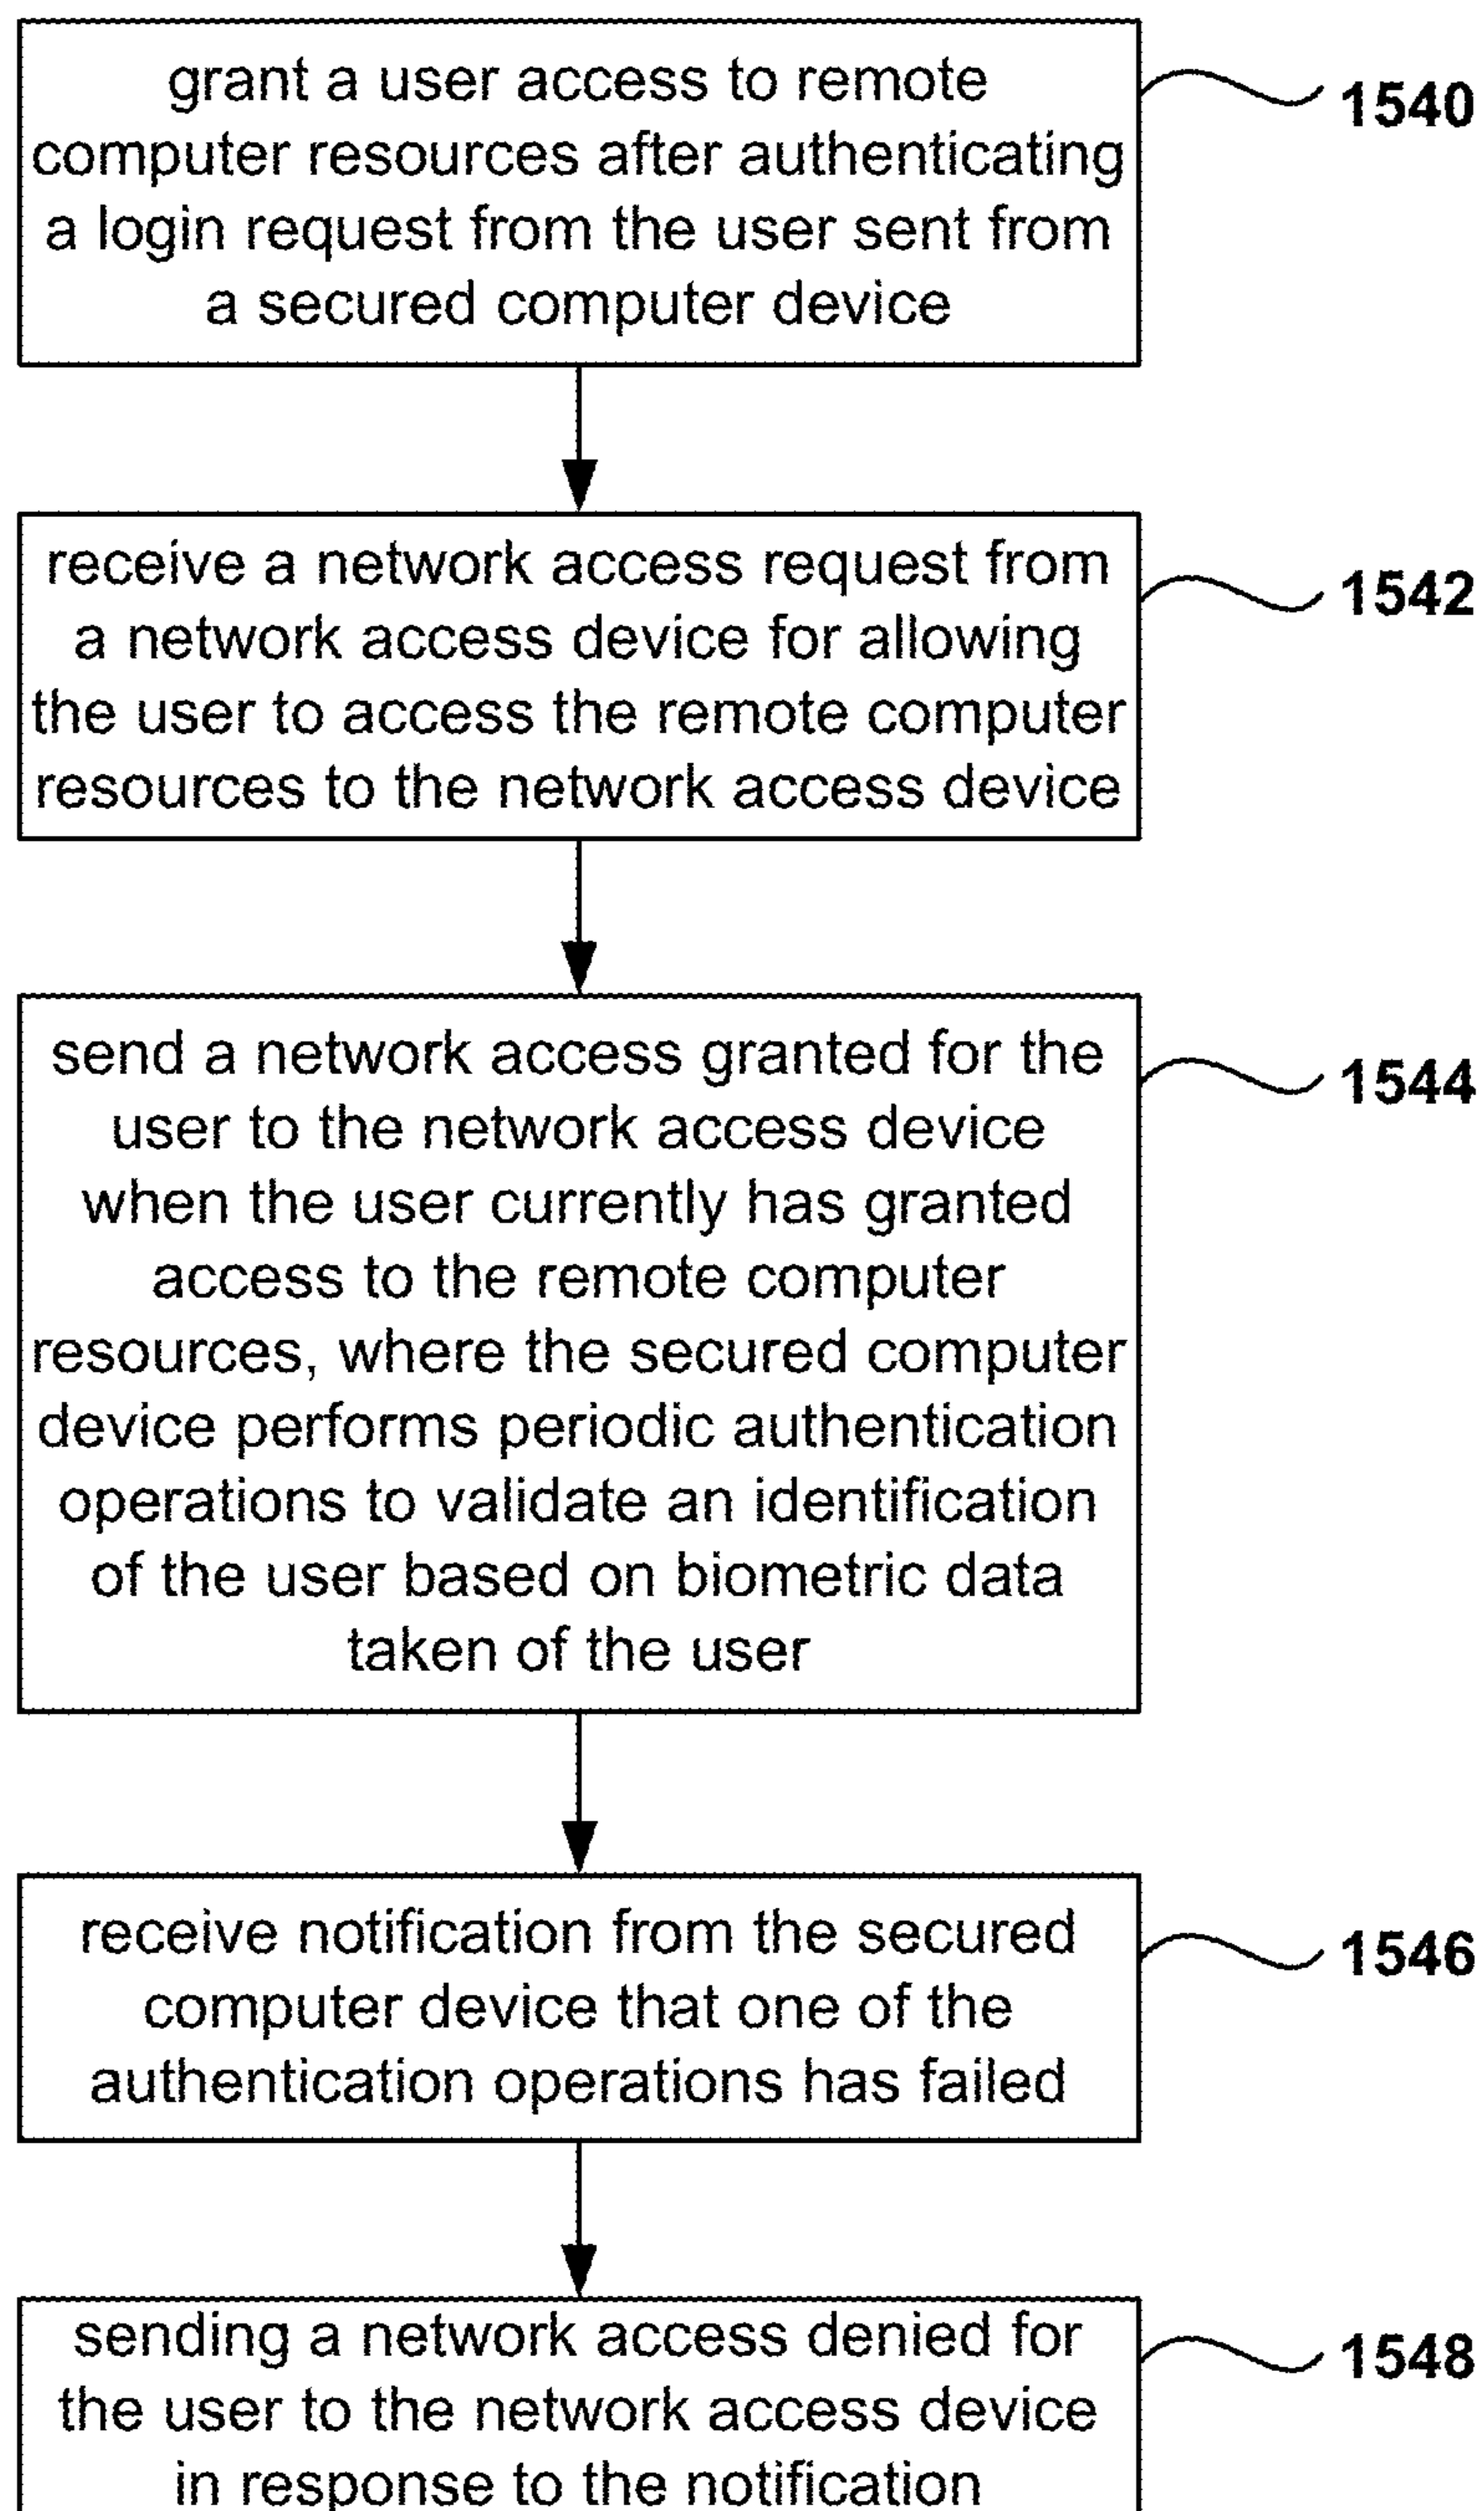 grant a user access to remote
computer resources after authenticating
a login request from the user sent from
a secured computer device
1540
receive a network access request from
a network access device for allowing
the user to access the remote computer
resources to the network access device
1542
send a network access granted for the
user to the network access device
when the user currently has granted
access to the remote computer
resources, where the secured computer
device performs periodic authentication
operations to validate an identification
of the user based on biometric data
taken of the user
1544
receive notification from the secured
computer device that one of the
authentication operations has failed
1546
sending a network access denied for
the user to the network access device
in response to the notification
1548